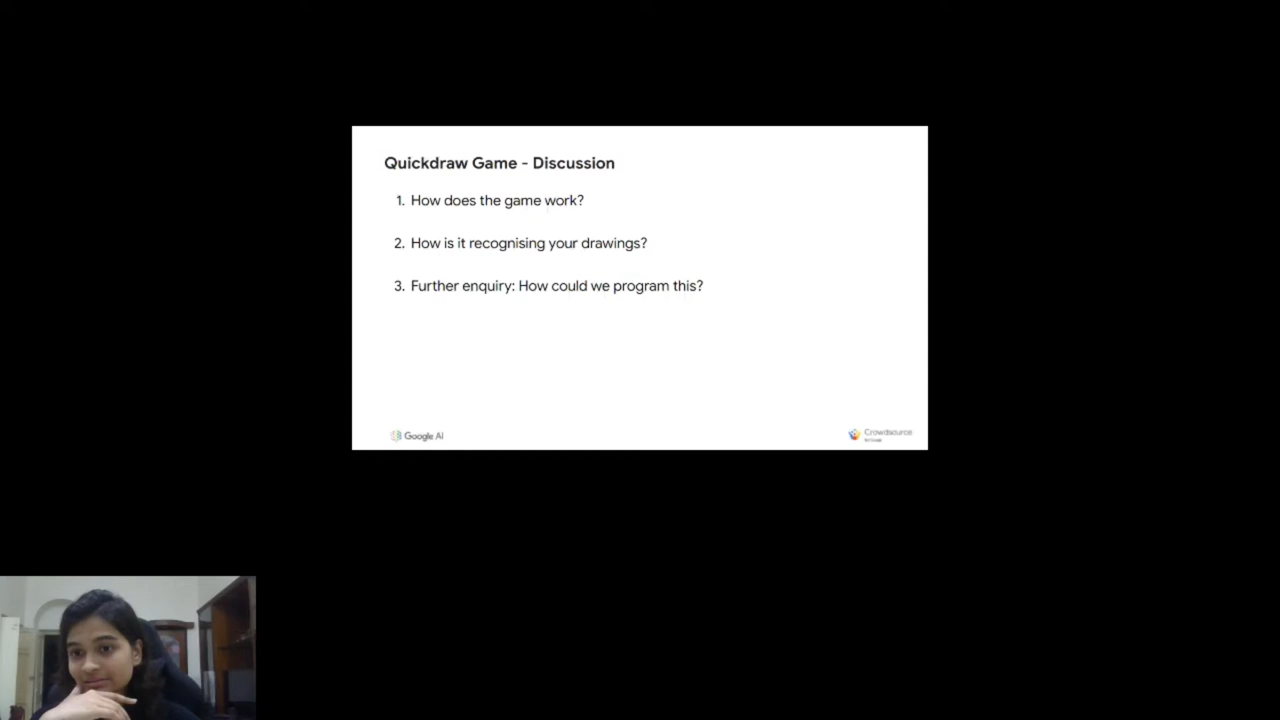 Quickdraw Game - Discussion
1. How does the game work?
2. How is it recognising your drawings?
3. Further enquiry: How could we program this?
Google AI
Crowdsource